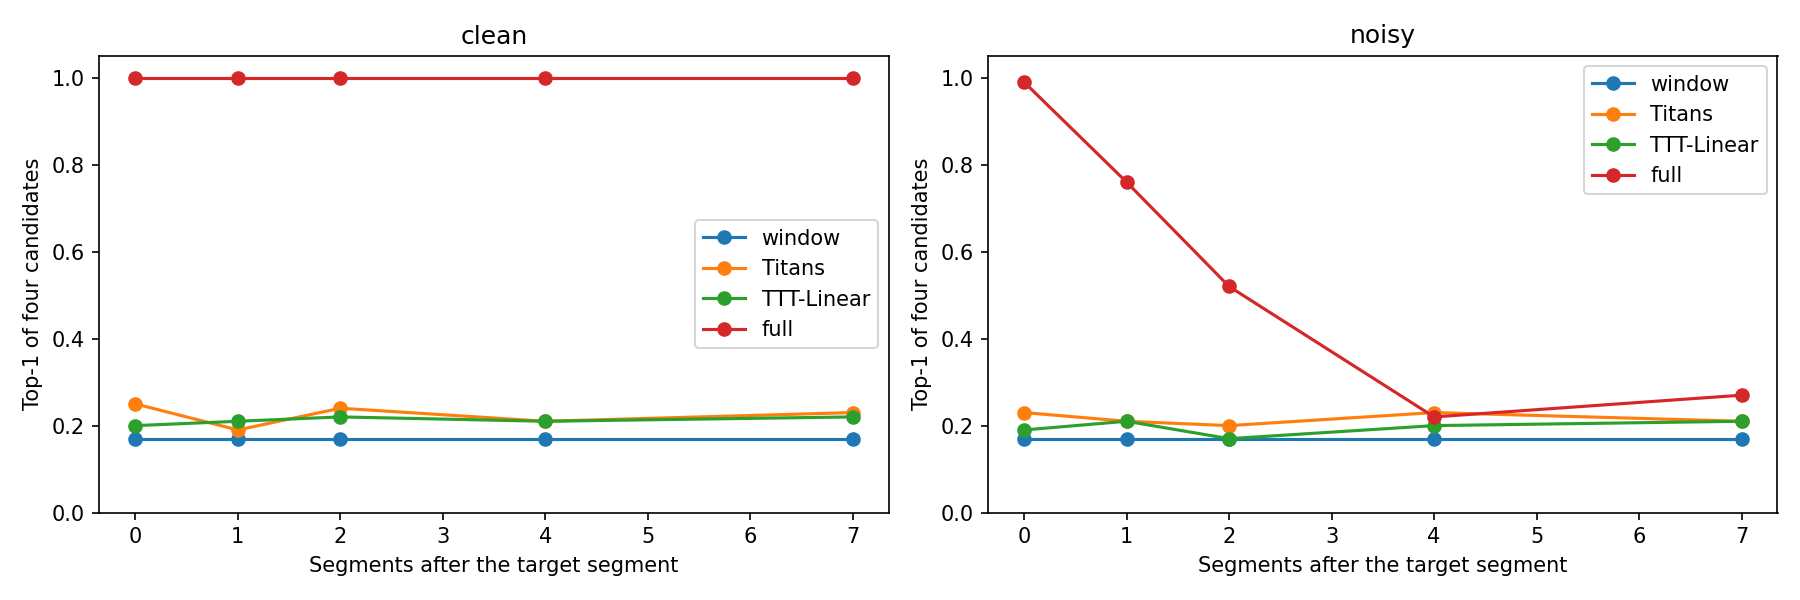 clean
1.0
0.8
0.6
0.4
0.2
0.0
Top-1 of four candidates
window
Titans
TTT-Linear
full
0 1 2 3 4 5 6 7
Segments after the target segment
noisy
1.0
0.8
0.6
0.4
0.2
0.0
Top-1 of four candidates
window
Titans
TTT-Linear
full
0 1 2 3 4 5 6 7
Segments after the target segment